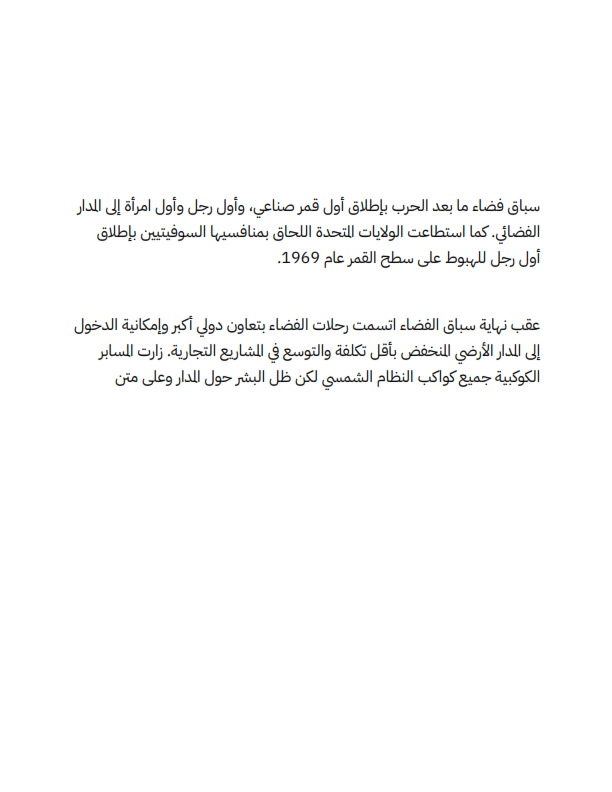 سباق فضاء ما بعد الحرب بإطلاق أول قمر صناعي، وأول رجل وأول امرأة إلى المدار
الفضائي. كما استطاعت الولايات المتحدة اللحاق بمنافسيها السوفيتيين بإطلاق
أول رجل للهبوط على سطح القمر عام 1969.
عقب نهاية سباق الفضاء اتسمت رحلات الفضاء بتعاون دولي أكبر وإمكانية الدخول
إلى المدار الأرضي المنخفض بأقل تكلفة والتوسع في المشاريع التجارية. زارت المسابر
الكوكبية جميع كواكب النظام الشمسي لكن ظل البشر حول المدار وعلى متن